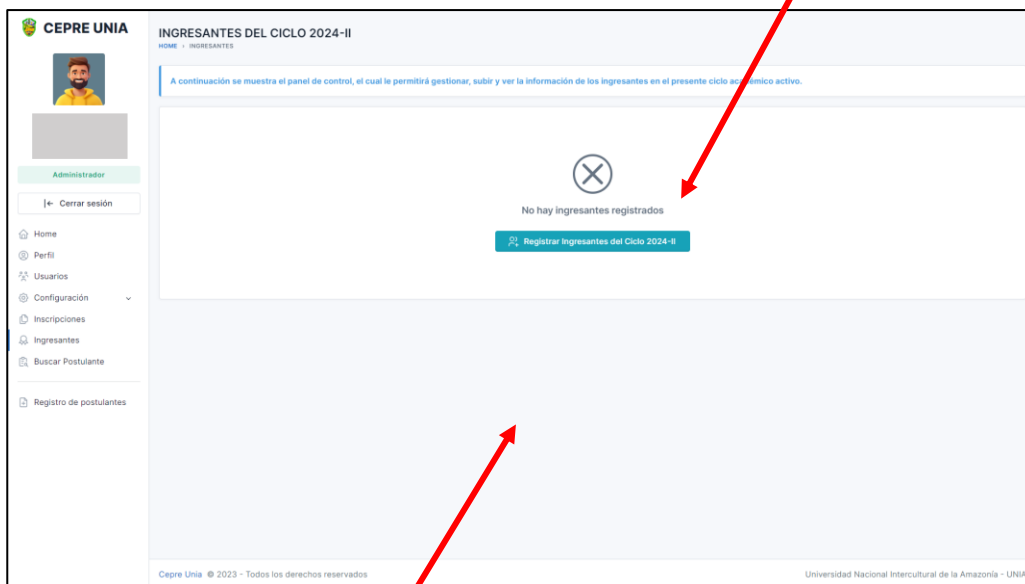 CEPRE UNIA
Administrador
Cerrar sesión
Home
Perfil
Usuarios
Configuración
Inscripciones
Ingresantes
Buscar Postulante
Registro de postulantes
INGRESANTES DEL CICLO 2024-II
HOME > INGRESANTES
A continuación se muestra el panel de control, el cual le permitirá gestionar, subir y ver la información de los ingresantes en el presente ciclo académico activo.
No hay ingresantes registrados
Registrar Ingresantes del Ciclo 2024-II
Cepre Unia © 2023 - Todos los derechos reservados
Universidad Nacional Intercultural de la Amazonía - UNIA